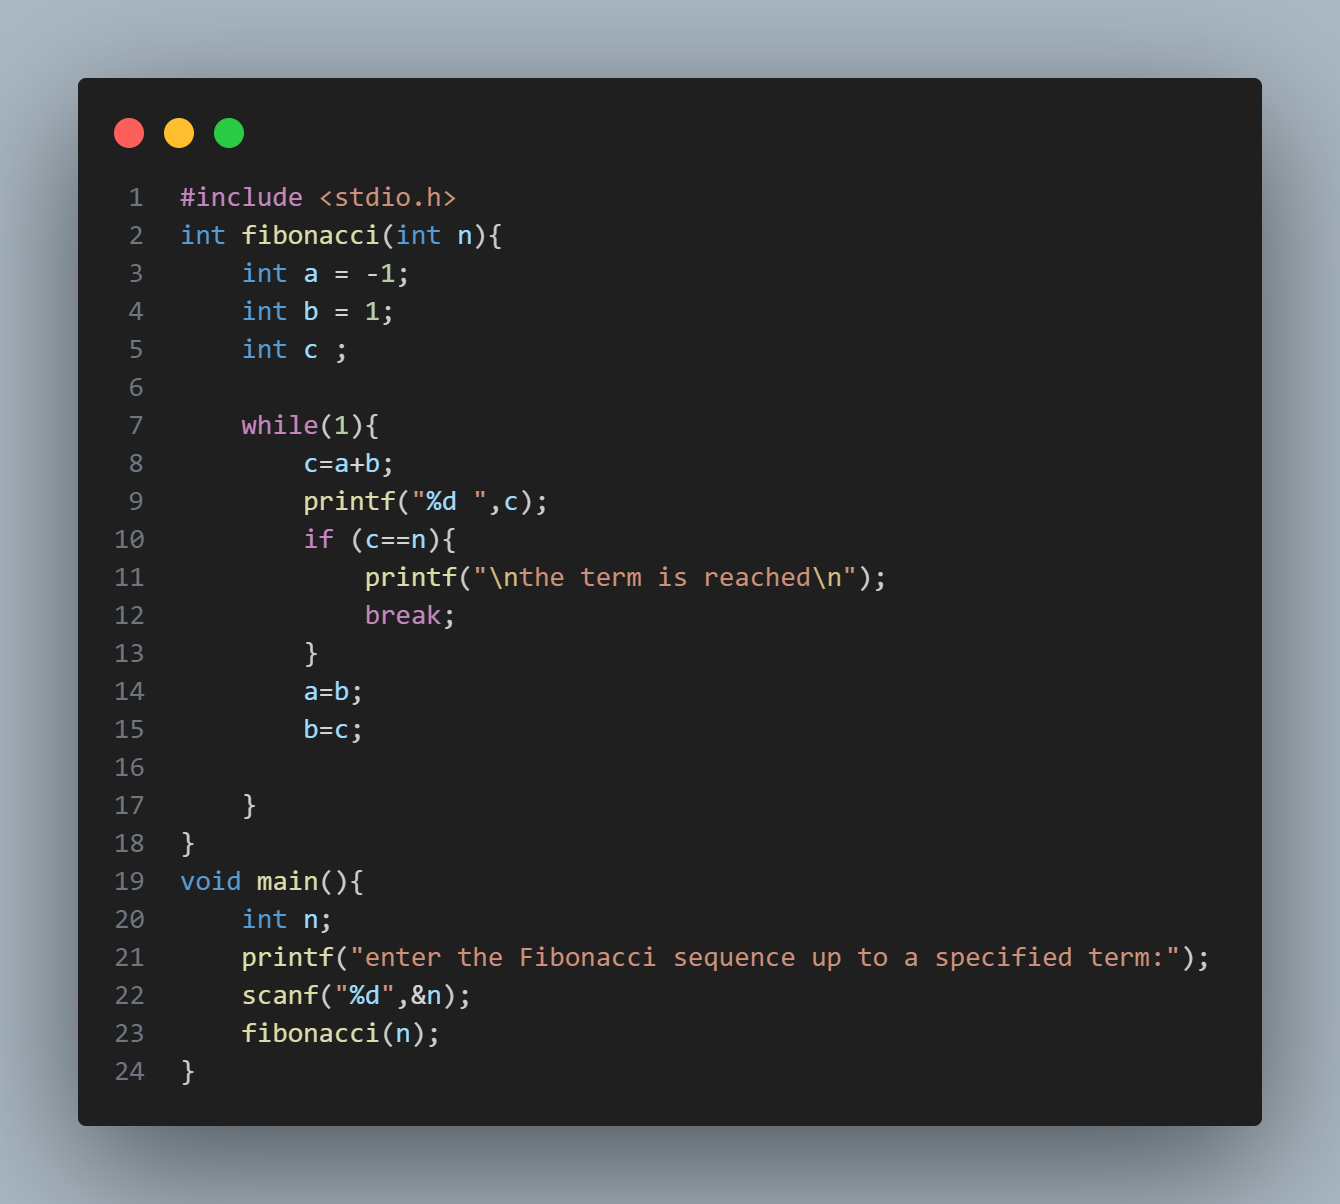 1 #include <stdio.h>
2 int fibonacci(int n){
3     int a = -1;
4     int b = 1;
5     int c ;
6
7     while(1){
8         c=a+b;
9         printf("%d ",c);
10         if (c==n){
11             printf("\nthe term is reached\n");
12             break;
13         }
14         a=b;
15         b=c;
16
17     }
18 }
19 void main(){
20     int n;
21     printf("enter the Fibonacci sequence up to a specified term:");
22     scanf("%d",&n);
23     fibonacci(n);
24 }